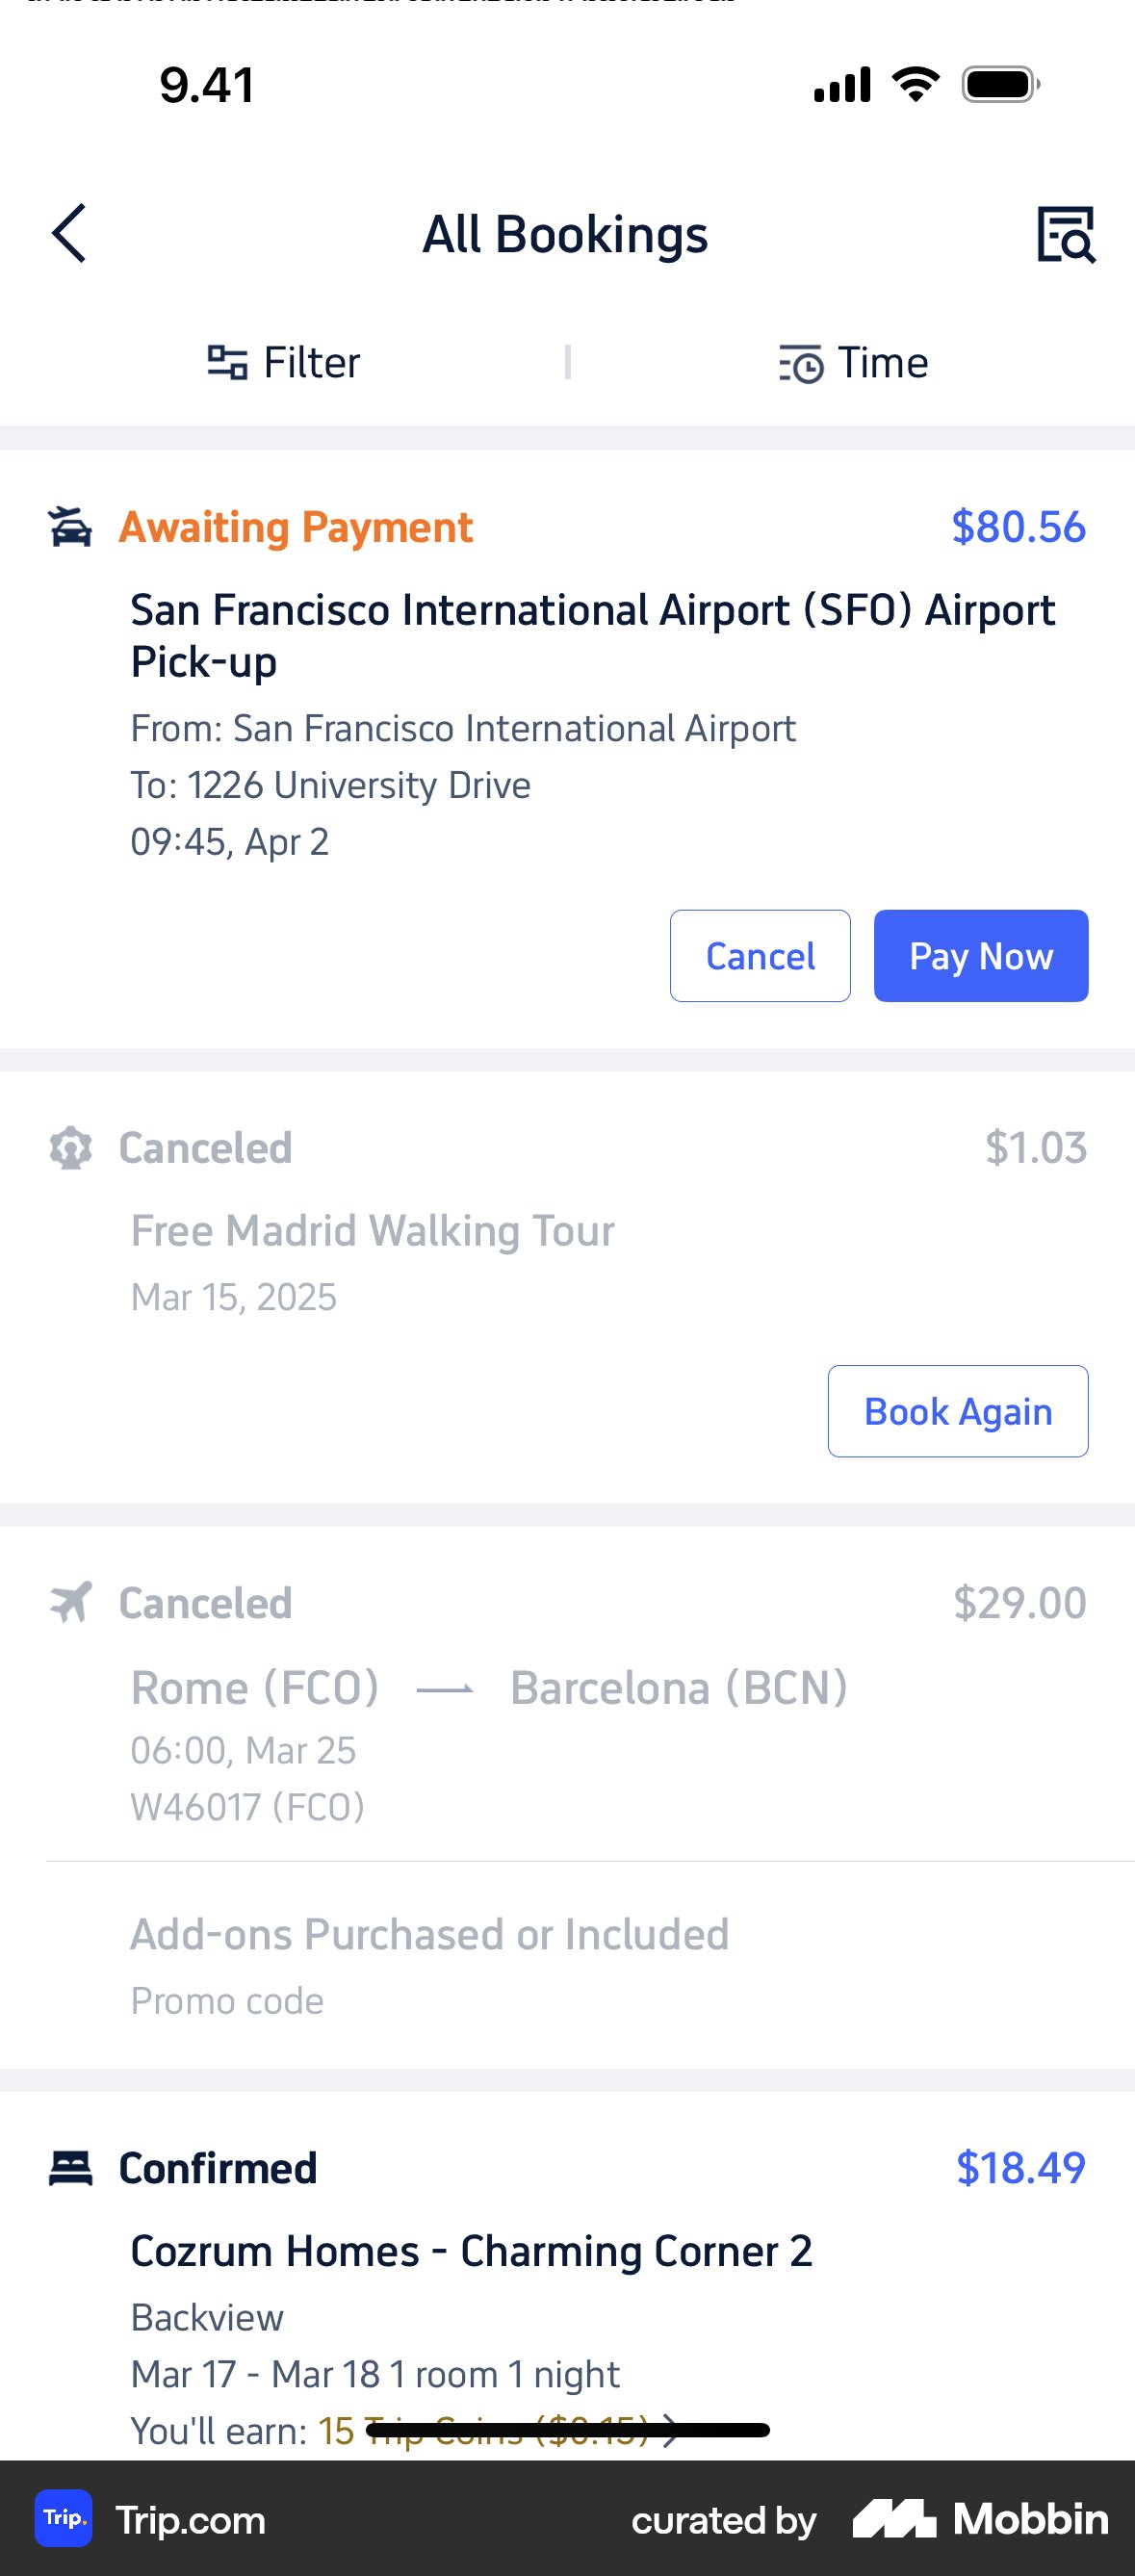 9.41
All Bookings
Filter
Time
Awaiting Payment $80.56
San Francisco International Airport (SFO) Airport
Pick-up
From: San Francisco International Airport
To: 1226 University Drive
09:45, Apr 2
Cancel Pay Now
Canceled $1.03
Free Madrid Walking Tour
Mar 15, 2025
Book Again
Canceled $29.00
Rome (FCO) Barcelona (BCN)
06:00, Mar 25
W46017 (FCO)
Add-ons Purchased or Included
Promo code
Confirmed $18.49
Cozrum Homes - Charming Corner 2
Backview
Mar 17 - Mar 18 1 room 1 night
You'll earn: 15 Trip Coins ($0.15)
Trip. Trip.com curated by Mobbin